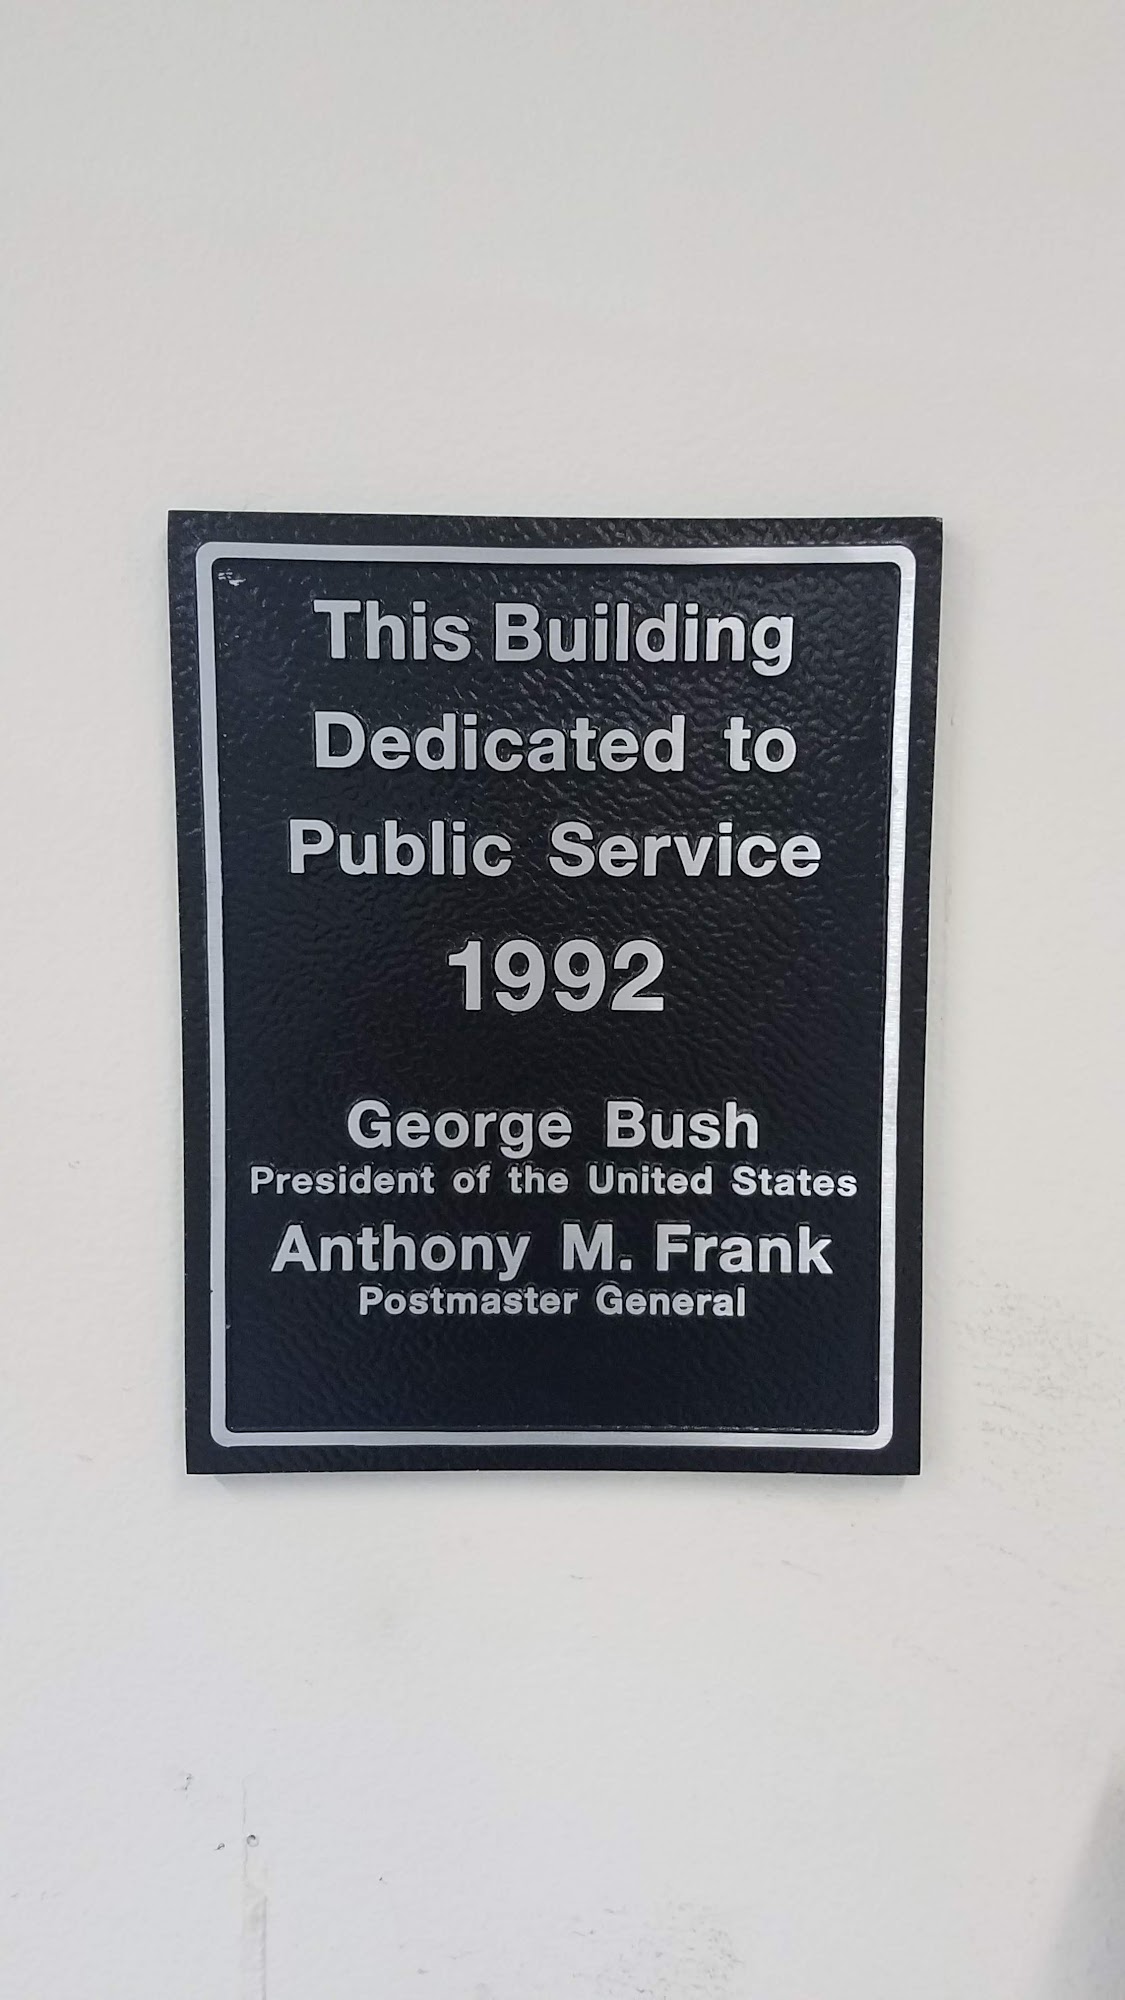 This Building
Dedicated to
Public Service
1992
George Bush
President of the United States
Anthony M. Frank
Postmaster General